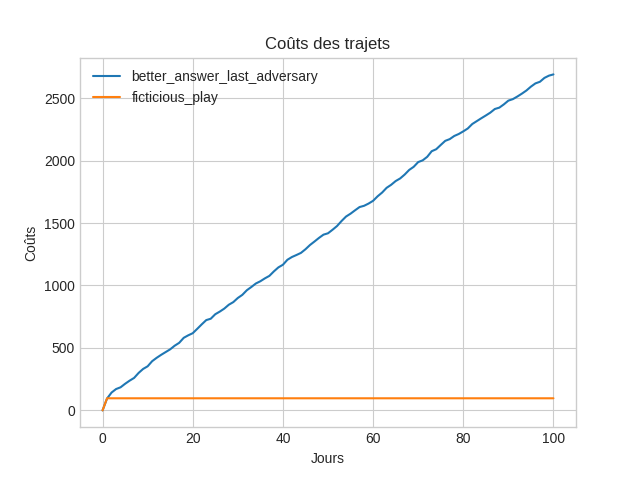 Coûts des trajets
better_answer_last_adversary
ficticious_play
2500
2000
1500
1000
500
0
Coûts
0 20 40 60 80 100
Jours